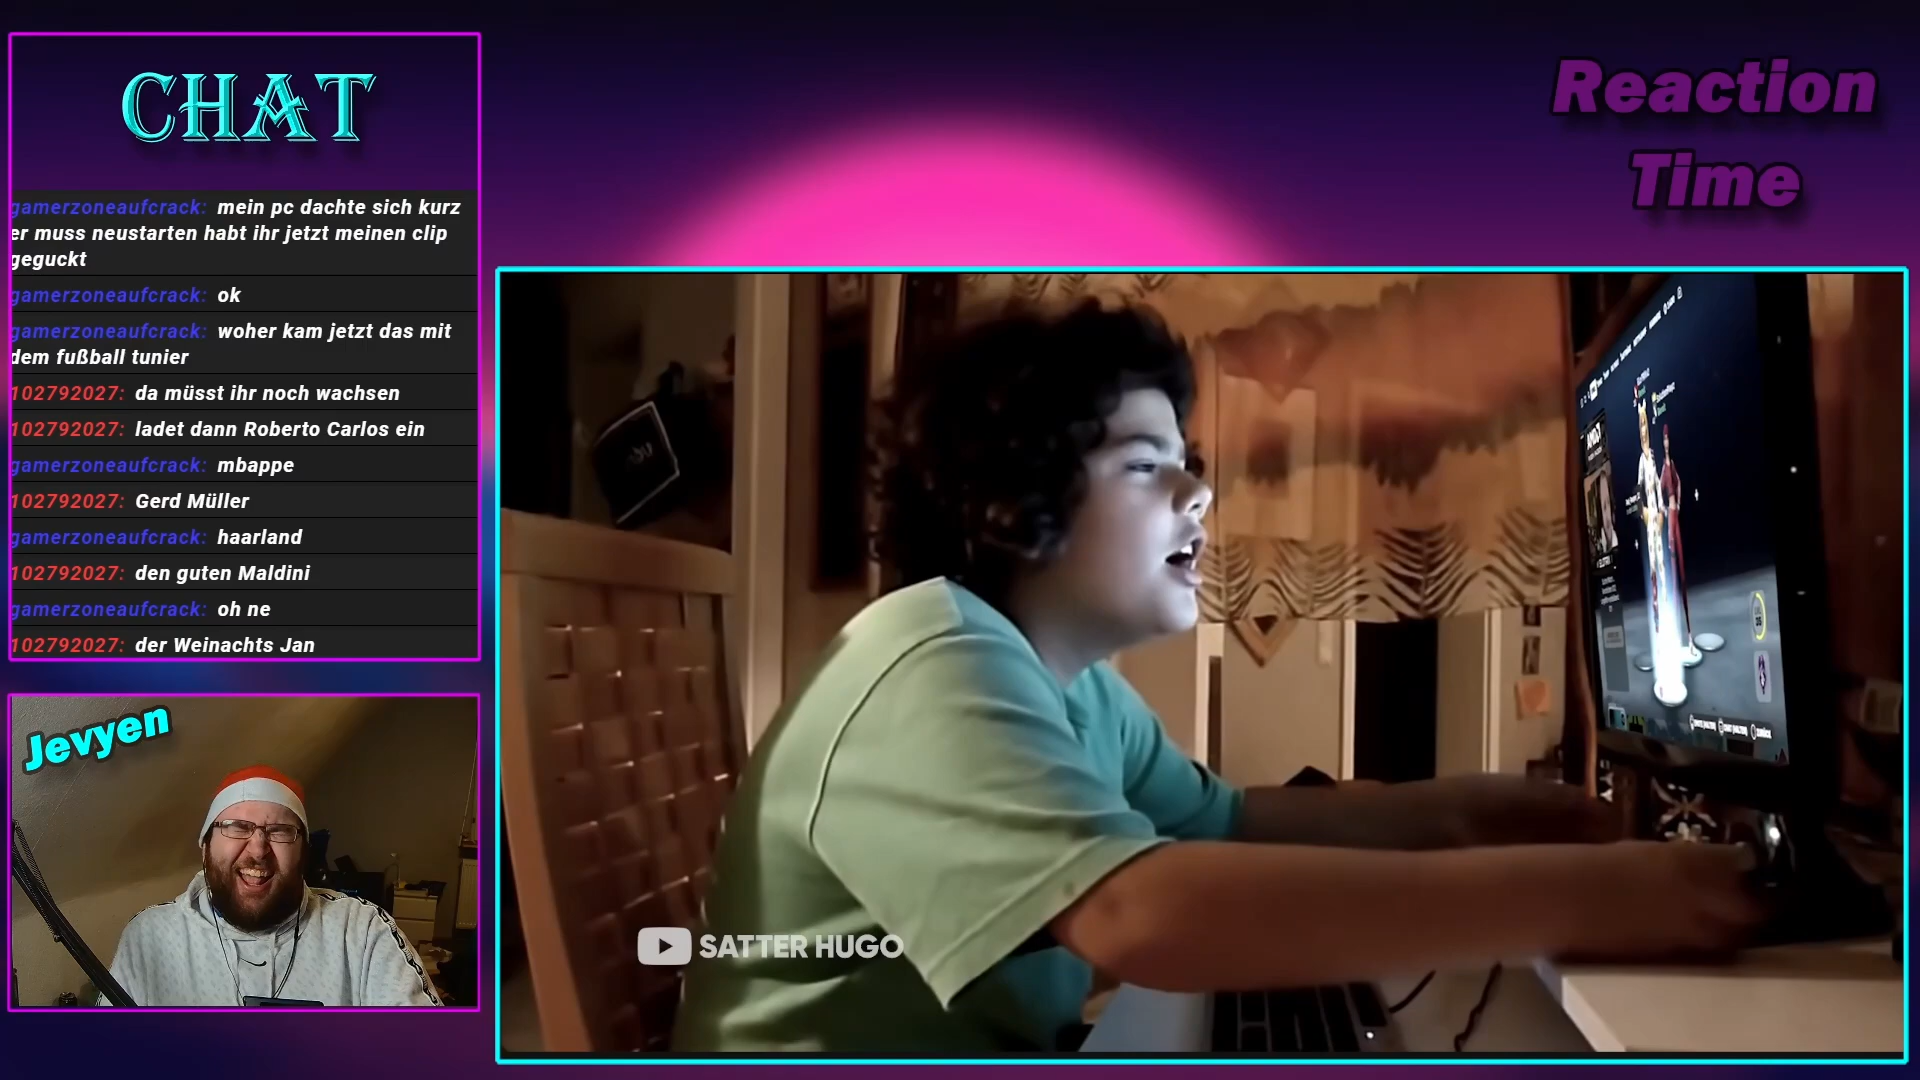 CHAT
Reaction
Time
gamerzoneaufcrack: mein pc dachte sich kurz
er muss neustarten habt ihr jetzt meinen clip
geguckt
gamerzoneaufcrack: ok
gamerzoneaufcrack: woher kam jetzt das mit
dem fußball tunier
102792027: da müsst ihr noch wachsen
102792027: ladet dann Roberto Carlos ein
gamerzoneaufcrack: mbappe
102792027: Gerd Müller
gamerzoneaufcrack: haarland
102792027: den guten Maldini
gamerzoneaufcrack: oh ne
102792027: der Weinachts Jan
Jevyen
SATTER HUGO